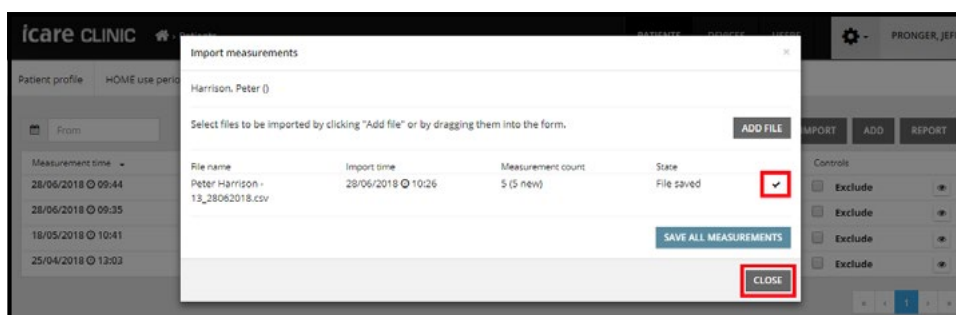 icare CLINIC
PATIENTS DEVICES USERS
PRONGER, JEF
Import measurements
×
Patient profile HOME use perio
Harrison, Peter ()
From
Select files to be imported by clicking "Add file" or by dragging them into the form.
ADD FILE
IMPORT ADD REPORT
Measurement time
File name Import time Measurement count State
Controls
28/06/2018 09:44
Peter Harrison - 28/06/2018 10:26 5 (5 new) File saved
13_28062018.csv
Exclude
28/06/2018 09:35
Exclude
18/05/2018 10:41
SAVE ALL MEASUREMENTS
Exclude
25/04/2018 13:03
Exclude
CLOSE
« ‹ 1 › »